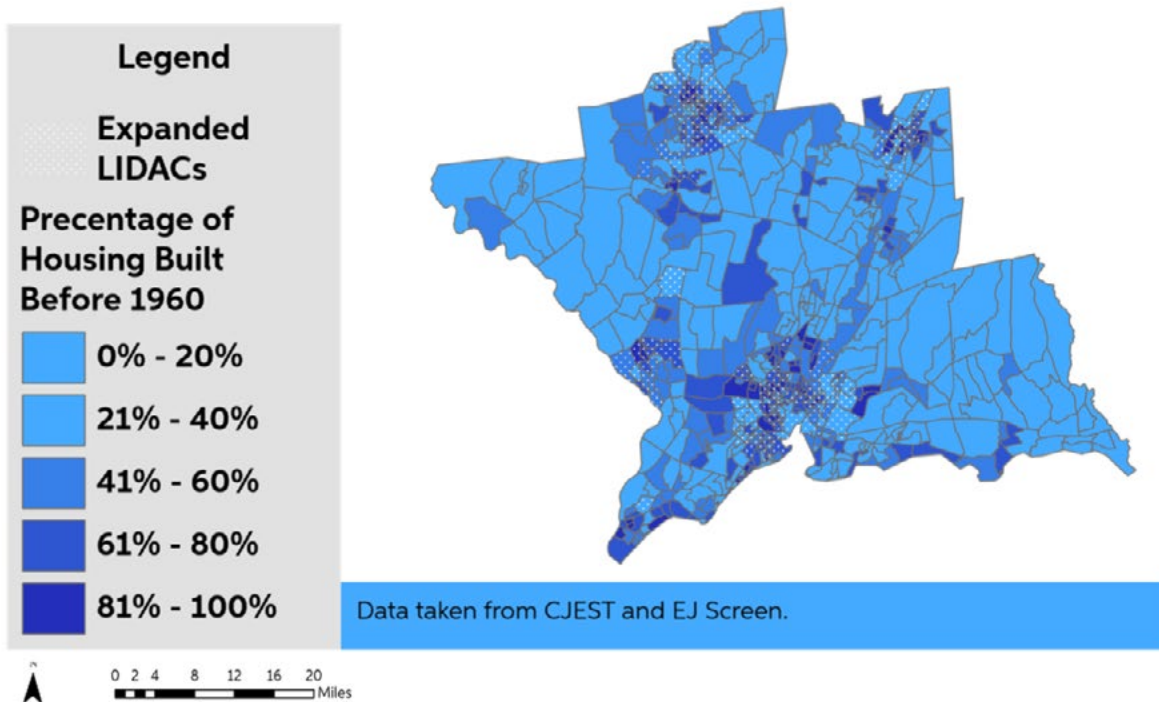 Legend
Expanded
LIDACs
Precentage of
Housing Built
Before 1960
0% - 20%
21% - 40%
41% - 60%
61% - 80%
81% - 100%
Data taken from CJEST and EJ Screen.
N
0 2 4 8 12 16 20
Miles